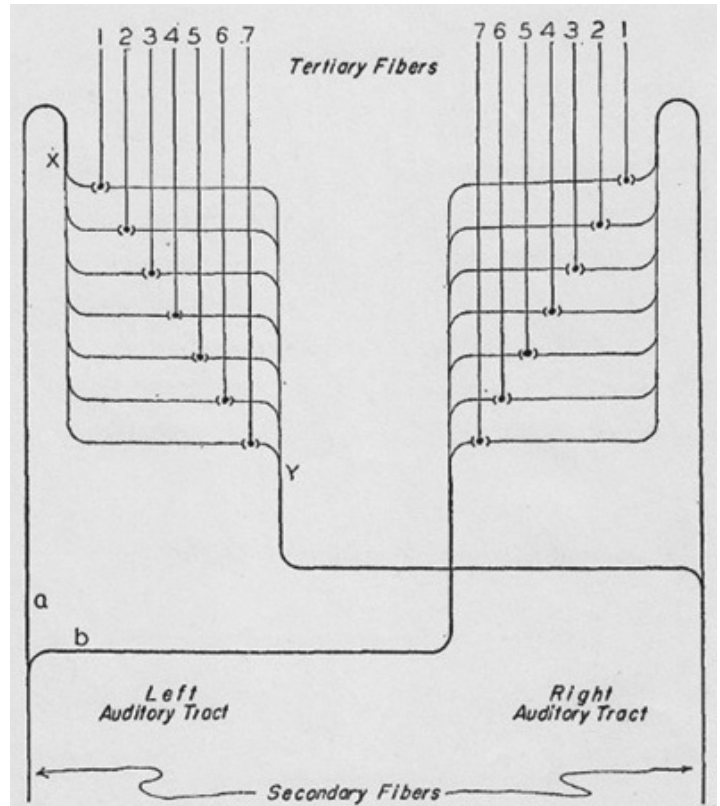 1 2 3 4 5 6 7
7 6 5 4 3 2 1
Tertiary Fibers
X
Y
a
b
Left
Auditory Tract
Right
Auditory Tract
Secondary Fibers